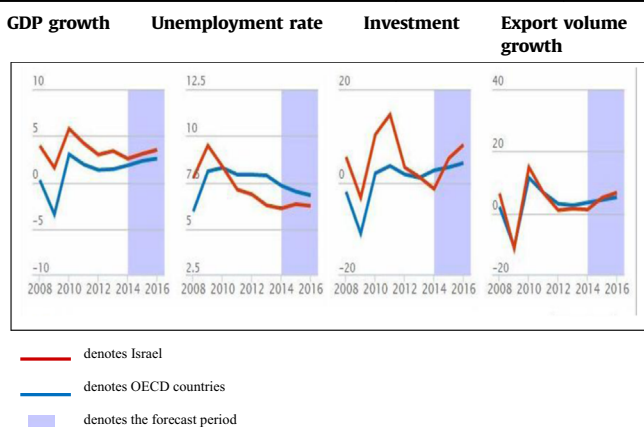 GDP growth
Unemployment rate
Investment
Export volume
growth
10
5
0
-5
-10
2008 2010 2012 2014 2016
12.5
10
7.5
5
2.5
2008 2010 2012 2014 2016
20
0
-20
2008 2010 2012 2014 2016
40
20
0
-20
2008 2010 2012 2014 2016
denotes Israel
denotes OECD countries
denotes the forecast period